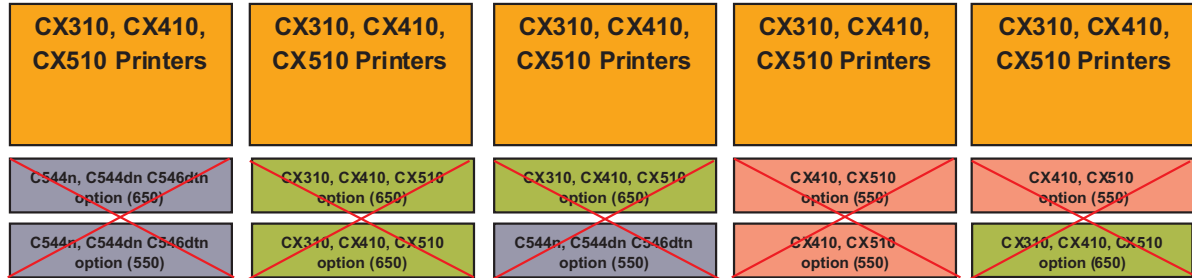 CX310, CX410,
CX510 Printers
C544n, C544dn C546dtn
option (650)
C544n, C544dn C546dtn
option (550)
CX310, CX410,
CX510 Printers
CX310, CX410, CX510
option (650)
CX310, CX410, CX510
option (650)
CX310, CX410,
CX510 Printers
CX310, CX410, CX510
option (650)
C544n, C544dn C546dtn
option (550)
CX310, CX410,
CX510 Printers
CX410, CX510
option (550)
CX410, CX510
option (550)
CX310, CX410,
CX510 Printers
CX410, CX510
option (550)
CX310, CX410, CX510
option (650)